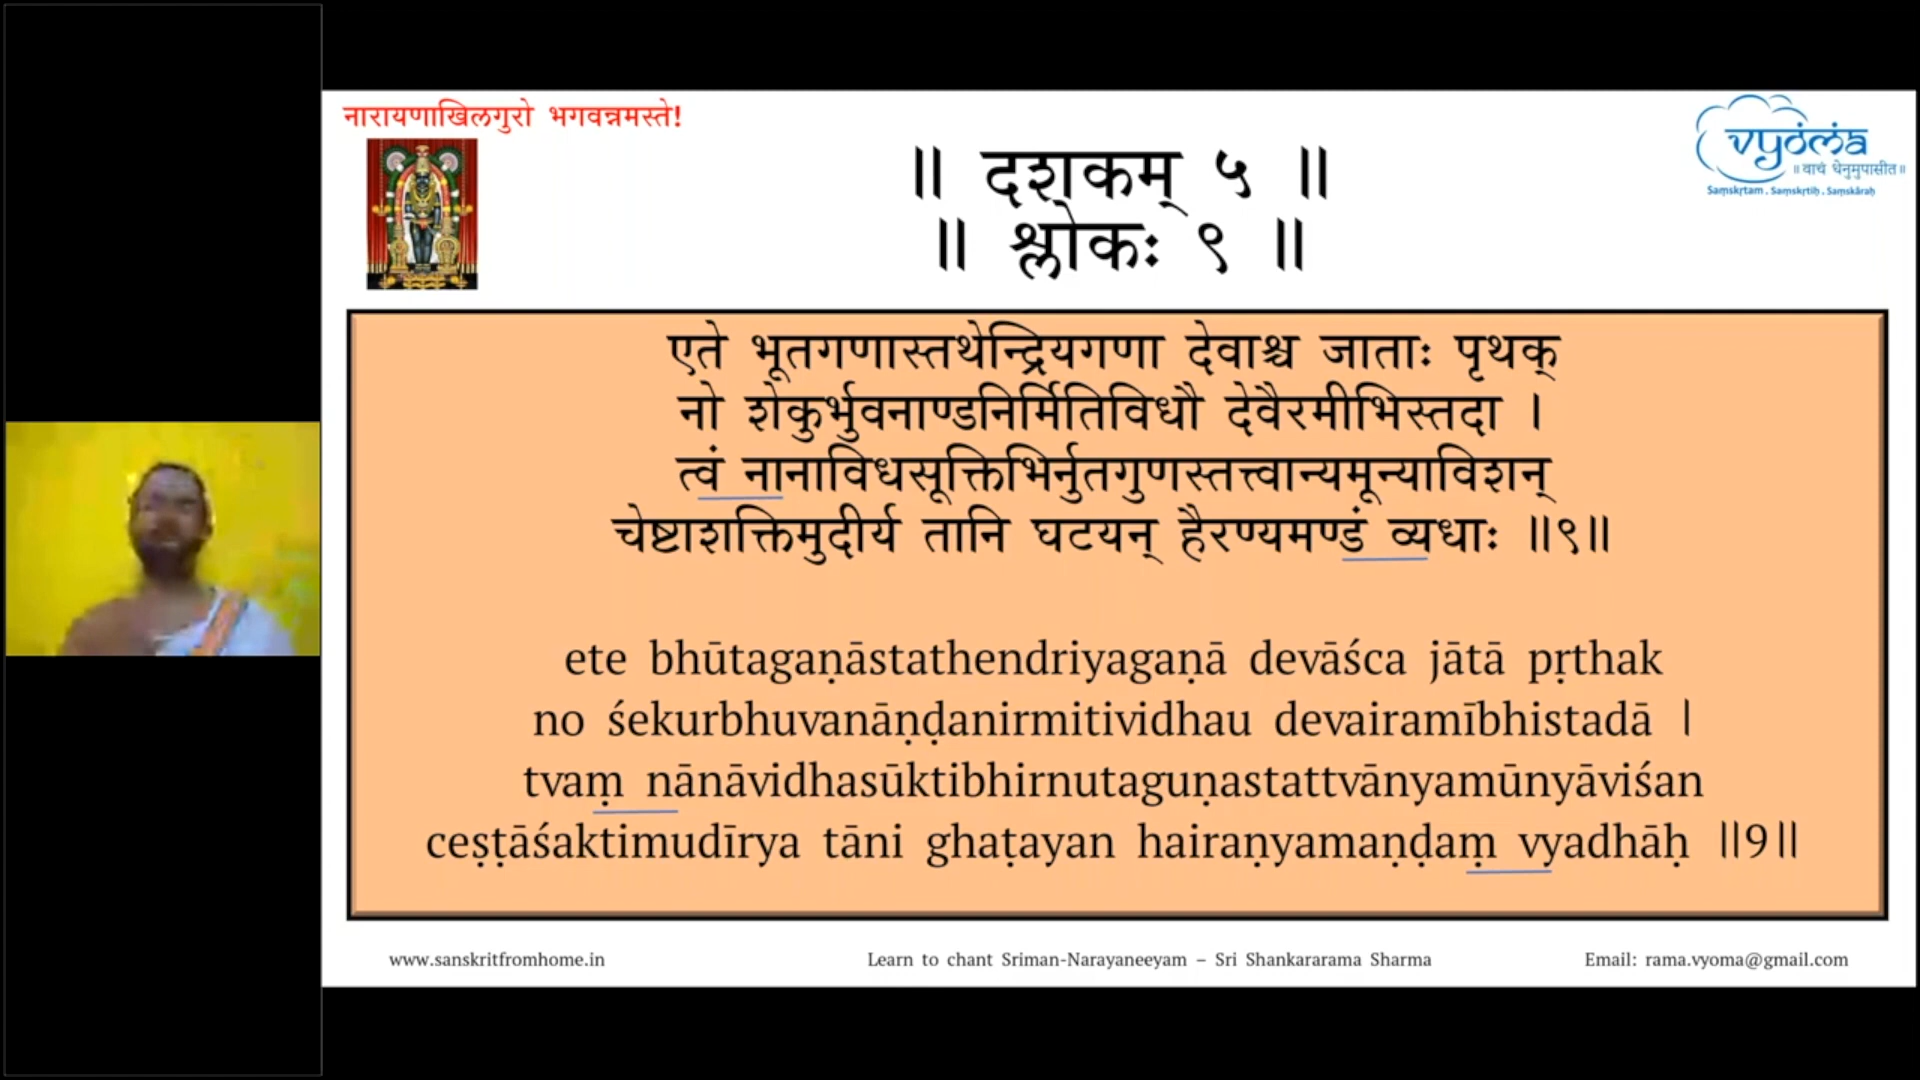 नारायणाखिलगुरो भगवन्नमस्ते!
vyoma
॥ वाचं धेनुमुपासीत ॥
Saṃskṛtam . Saṃskṛtiḥ . Saṃskāraḥ
॥ दशकम् ५ ॥
॥ श्लोकः ९ ॥
एते भूतगणास्तथेन्द्रियगणा देवाश्च जाताः पृथक्
नो शेकुर्भुवनाण्डनिर्मितिविधौ देवैरमीभिस्तदा ।
त्वं नानाविधसूक्तिभिर्नुतगुणस्तत्त्वान्यमून्याविशन्
चेष्टाशक्तिमुदीर्य तानि घटयन् हैरण्यमण्डं व्यधाः ॥९॥
ete bhūtagaṇāstathendriyagaṇā devāśca jātā pṛthak
no śekurbhuvanāṇḍanirmitividhau devairamībhistadā |
tvaṃ nānāvidhasūktibhirnutaguṇastattvānyamūnyāviśan
ceṣṭāśaktimudīrya tāni ghaṭayan hairaṇyamaṇḍaṃ vyadhāḥ ||9||
www.sanskritfromhome.in Learn to chant Sriman-Narayaneeyam – Sri Shankararama Sharma Email: rama.vyoma@gmail.com